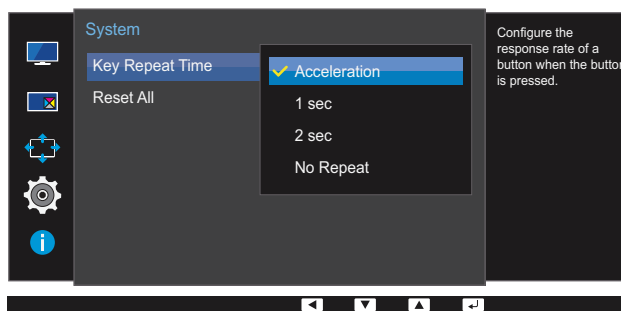 System
Key Repeat Time
Reset All
Acceleration
1 sec
2 sec
No Repeat
Configure the
response rate of a
button when the button
is pressed.